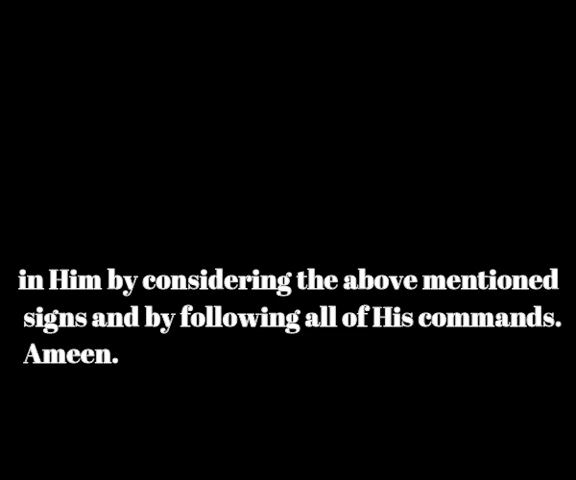 in Him by considering the above mentioned
signs and by following all of His commands.
Ameen.